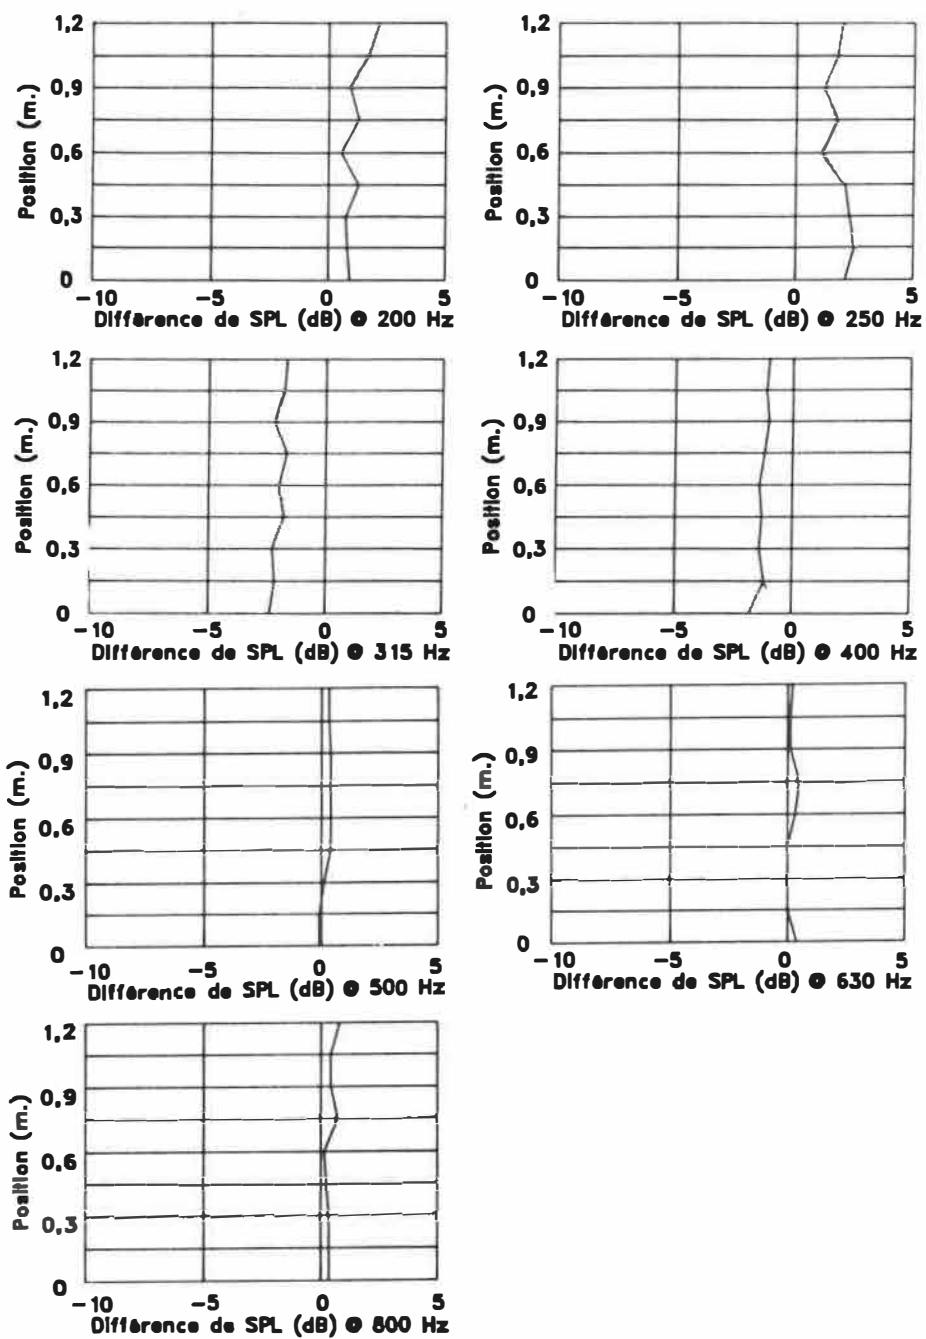 1,2
0,9
0,6
0,3
0
Position (m.)
-10 -5 0 5
Différence de SPL (dB) @ 200 Hz
1,2
0,9
0,6
0,3
0
Position (m.)
-10 -5 0 5
Différence de SPL (dB) @ 250 Hz
1,2
0,9
0,6
0,3
0
Position (m.)
-10 -5 0 5
Différence de SPL (dB) @ 315 Hz
1,2
0,9
0,6
0,3
0
Position (m.)
-10 -5 0 5
Différence de SPL (dB) @ 400 Hz
1,2
0,9
0,6
0,3
0
Position (m.)
-10 -5 0 5
Différence de SPL (dB) @ 500 Hz
1,2
0,9
0,6
0,3
0
Position (m.)
-10 -5 0 5
Différence de SPL (dB) @ 630 Hz
1,2
0,9
0,6
0,3
0
Position (m.)
-10 -5 0 5
Différence de SPL (dB) @ 800 Hz